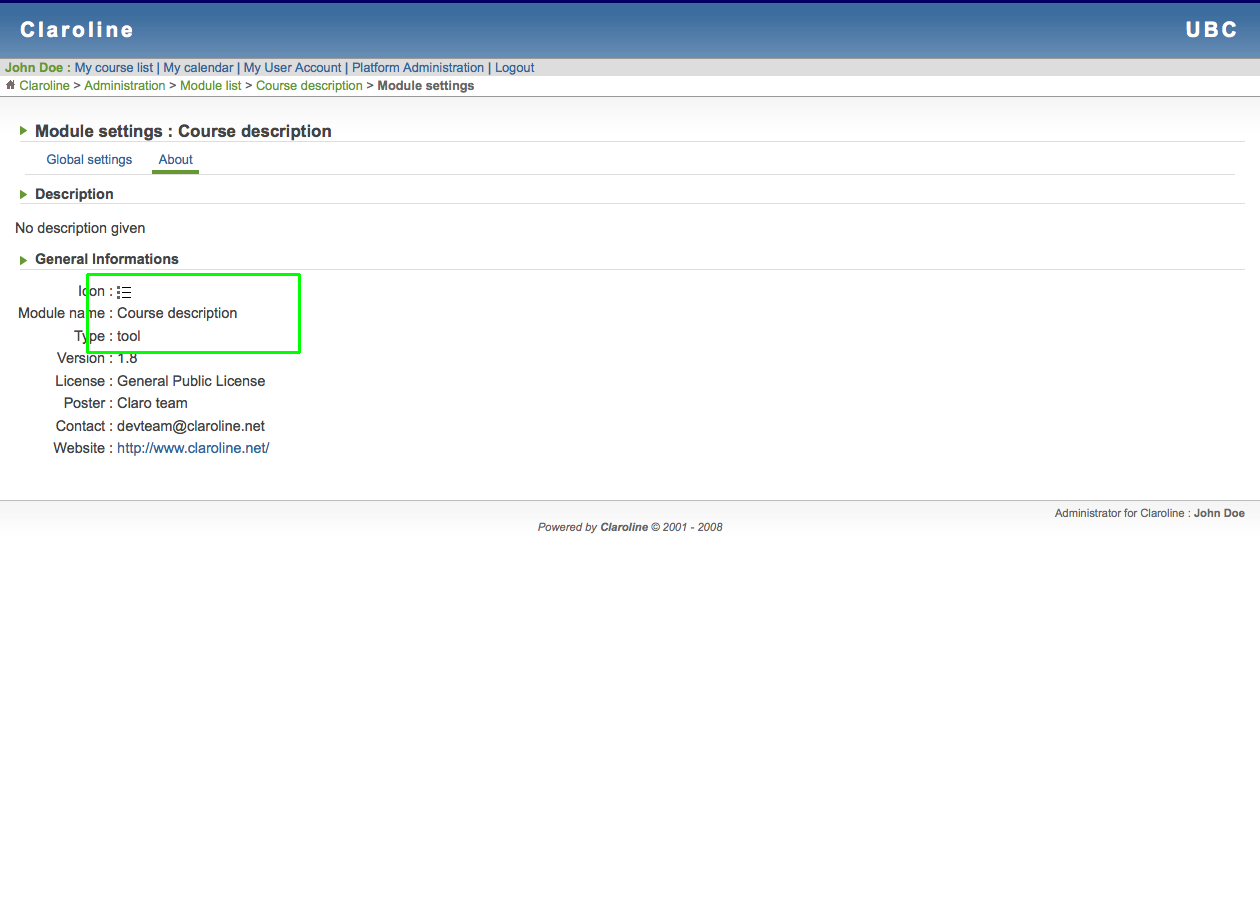 Claroline UBC
John Doe : My course list | My calendar | My User Account | Platform Administration | Logout
Claroline > Administration > Module list > Course description > Module settings
Module settings : Course description
Global settings About
Description
No description given
General Informations
Icon :
Module name : Course description
Type : tool
Version : 1.8
License : General Public License
Poster : Claro team
Contact : devteam@claroline.net
Website : http://www.claroline.net/
Administrator for Claroline : John Doe
Powered by Claroline © 2001 - 2008